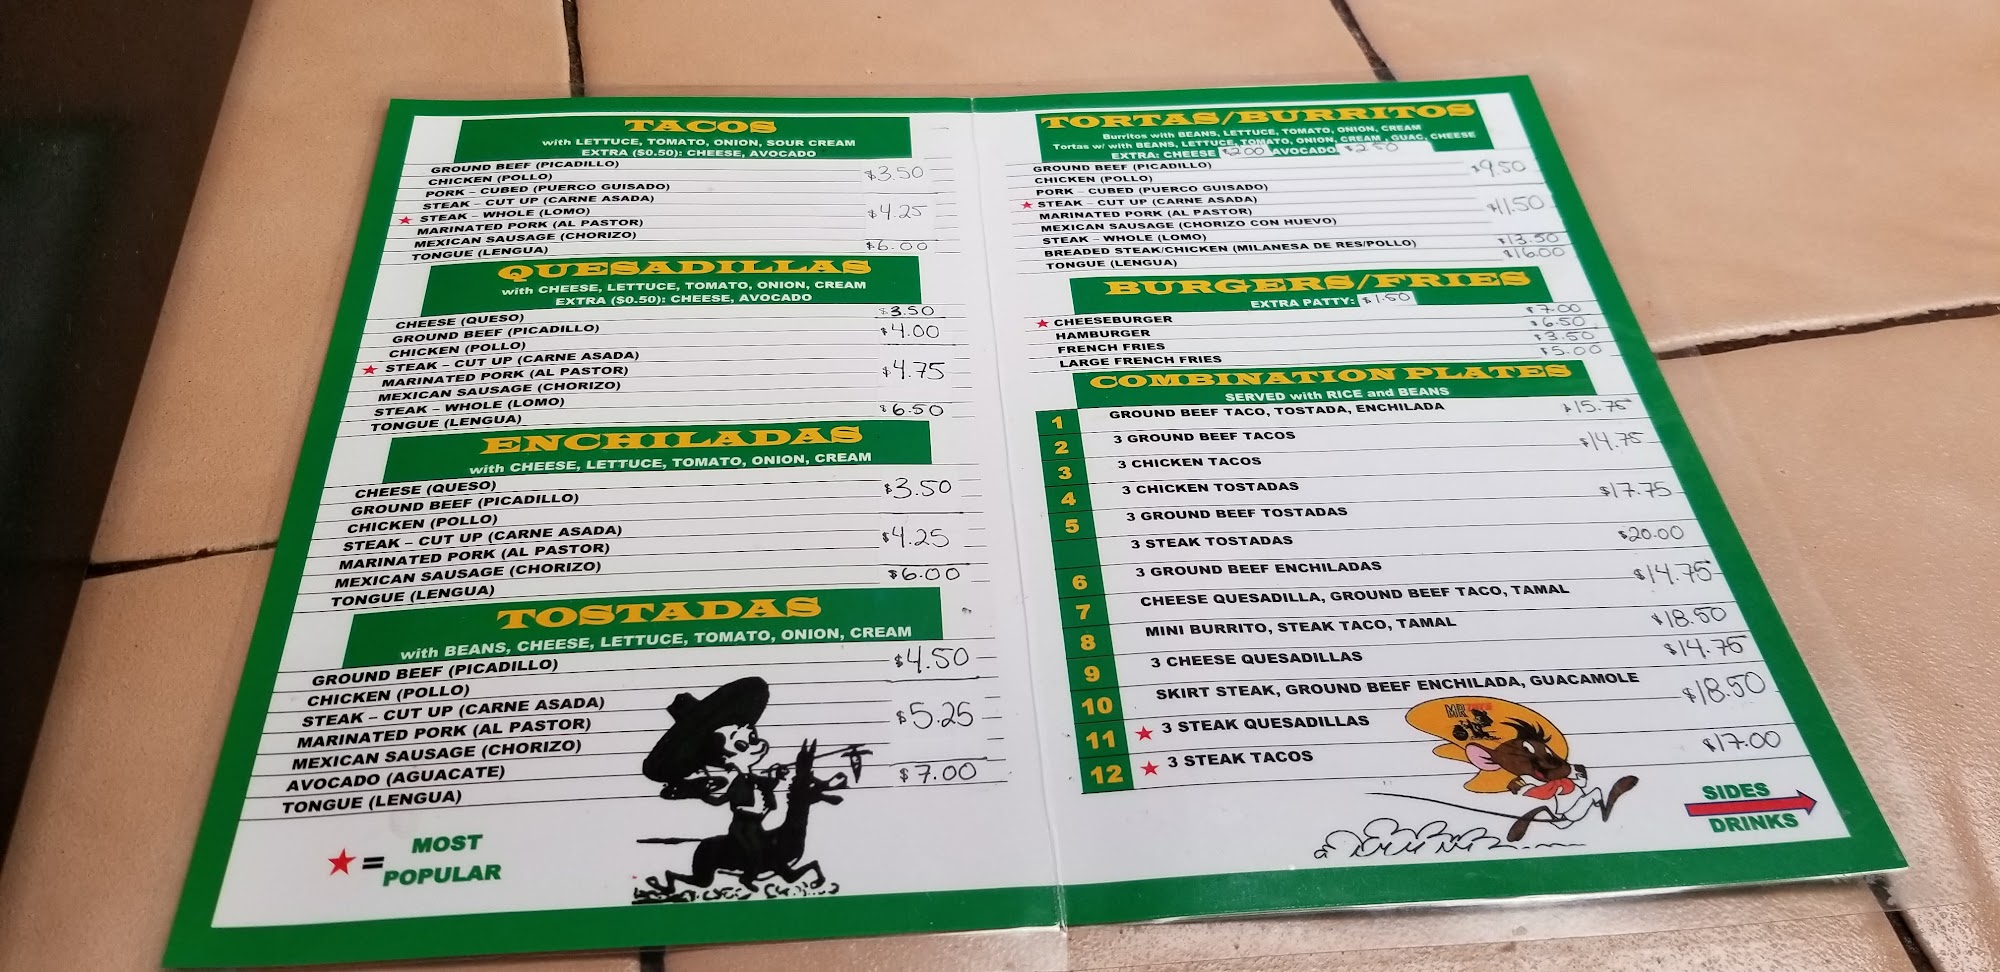 TACOS
with LETTUCE, TOMATO, ONION, SOUR CREAM
EXTRA ($0.50): CHEESE, AVOCADO
GROUND BEEF (PICADILLO)
CHICKEN (POLLO) $3.50
PORK – CUBED (PUERCO GUISADO)
STEAK – CUT UP (CARNE ASADA)
STEAK – WHOLE (LOMO) $4.25
MARINATED PORK (AL PASTOR)
MEXICAN SAUSAGE (CHORIZO)
TONGUE (LENGUA) $6.00
QUESADILLAS
with CHEESE, LETTUCE, TOMATO, ONION, CREAM
EXTRA ($0.50): CHEESE, AVOCADO
CHEESE (QUESO) $3.50
GROUND BEEF (PICADILLO) $4.00
CHICKEN (POLLO)
STEAK – CUT UP (CARNE ASADA)
MARINATED PORK (AL PASTOR) $4.75
MEXICAN SAUSAGE (CHORIZO)
STEAK – WHOLE (LOMO)
TONGUE (LENGUA) $6.50
ENCHILADAS
with CHEESE, LETTUCE, TOMATO, ONION, CREAM
CHEESE (QUESO)
GROUND BEEF (PICADILLO) $3.50
CHICKEN (POLLO)
STEAK – CUT UP (CARNE ASADA)
MARINATED PORK (AL PASTOR) $4.25
MEXICAN SAUSAGE (CHORIZO)
TONGUE (LENGUA) $6.00
TOSTADAS
with BEANS, CHEESE, LETTUCE, TOMATO, ONION, CREAM
GROUND BEEF (PICADILLO) $4.50
CHICKEN (POLLO)
STEAK – CUT UP (CARNE ASADA)
MARINATED PORK (AL PASTOR) $5.25
MEXICAN SAUSAGE (CHORIZO)
AVOCADO (AGUACATE)
TONGUE (LENGUA) $7.00
= MOST
POPULAR
TORTAS/BURRITOS
Burritos with BEANS, LETTUCE, TOMATO, ONION, CREAM
Tortas w/ with BEANS, LETTUCE, TOMATO, ONION, CREAM, GUAC, CHEESE
EXTRA: CHEESE $2.00 AVOCADO $2.50
GROUND BEEF (PICADILLO) $9.50
CHICKEN (POLLO)
PORK – CUBED (PUERCO GUISADO)
STEAK – CUT UP (CARNE ASADA)
MARINATED PORK (AL PASTOR) $11.50
MEXICAN SAUSAGE (CHORIZO CON HUEVO)
STEAK – WHOLE (LOMO)
BREADED STEAK/CHICKEN (MILANESA DE RES/POLLO) $13.50
TONGUE (LENGUA) $16.00
BURGERS/FRIES
EXTRA PATTY: $1.50
CHEESEBURGER $7.00
HAMBURGER $6.50
FRENCH FRIES $3.50
LARGE FRENCH FRIES $5.00
COMBINATION PLATES
SERVED with RICE and BEANS
1 GROUND BEEF TACO, TOSTADA, ENCHILADA $15.75
2 3 GROUND BEEF TACOS $14.75
3 3 CHICKEN TACOS
4 3 CHICKEN TOSTADAS $17.75
5 3 GROUND BEEF TOSTADAS
3 STEAK TOSTADAS $20.00
6 3 GROUND BEEF ENCHILADAS $14.75
7 CHEESE QUESADILLA, GROUND BEEF TACO, TAMAL
8 MINI BURRITO, STEAK TACO, TAMAL $18.50
9 3 CHEESE QUESADILLAS $14.75
10 SKIRT STEAK, GROUND BEEF ENCHILADA, GUACAMOLE $18.50
11 3 STEAK QUESADILLAS
12 3 STEAK TACOS $17.00
SIDES
DRINKS